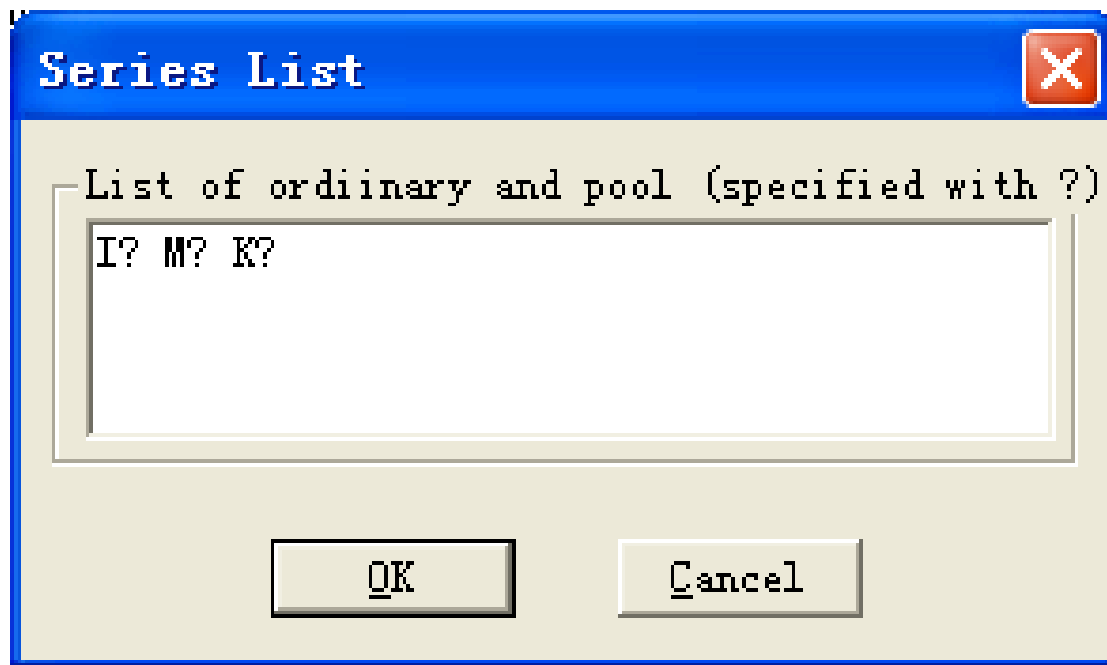 Series List
List of ordiinary and pool (specified with ?)
I? M? K?
OK
Cancel